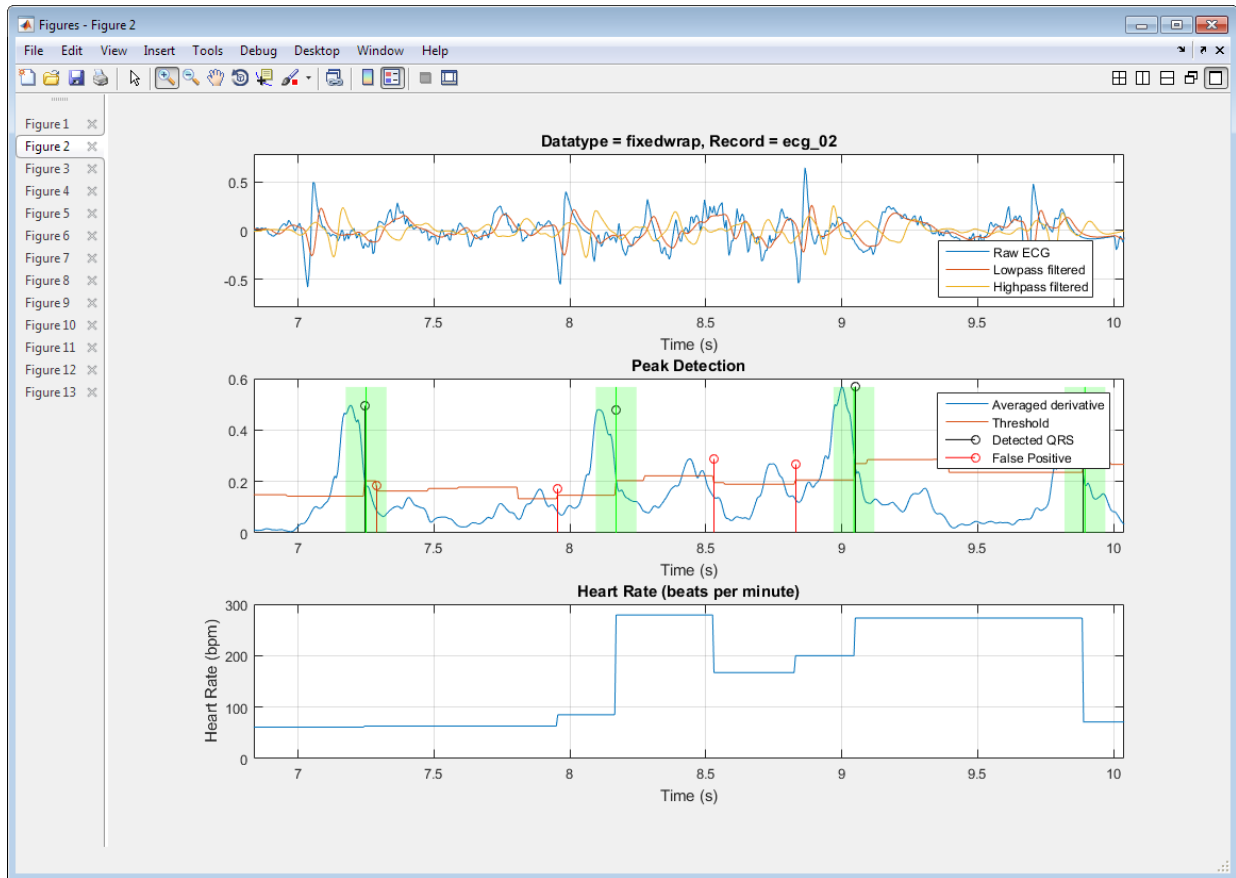 Figures - Figure 2
File Edit View Insert Tools Debug Desktop Window Help
Figure 1
Figure 2
Figure 3
Figure 4
Figure 5
Figure 6
Figure 7
Figure 8
Figure 9
Figure 10
Figure 11
Figure 12
Figure 13
Datatype = fixedwrap, Record = ecg_02
0.5
0
-0.5
Raw ECG
Lowpass filtered
Highpass filtered
7 7.5 8 8.5 9 9.5 10
Time (s)
Peak Detection
0.6
0.4
0.2
0
Averaged derivative
Threshold
Detected QRS
False Positive
7 7.5 8 8.5 9 9.5 10
Time (s)
Heart Rate (beats per minute)
Heart Rate (bpm)
300
200
100
0
7 7.5 8 8.5 9 9.5 10
Time (s)